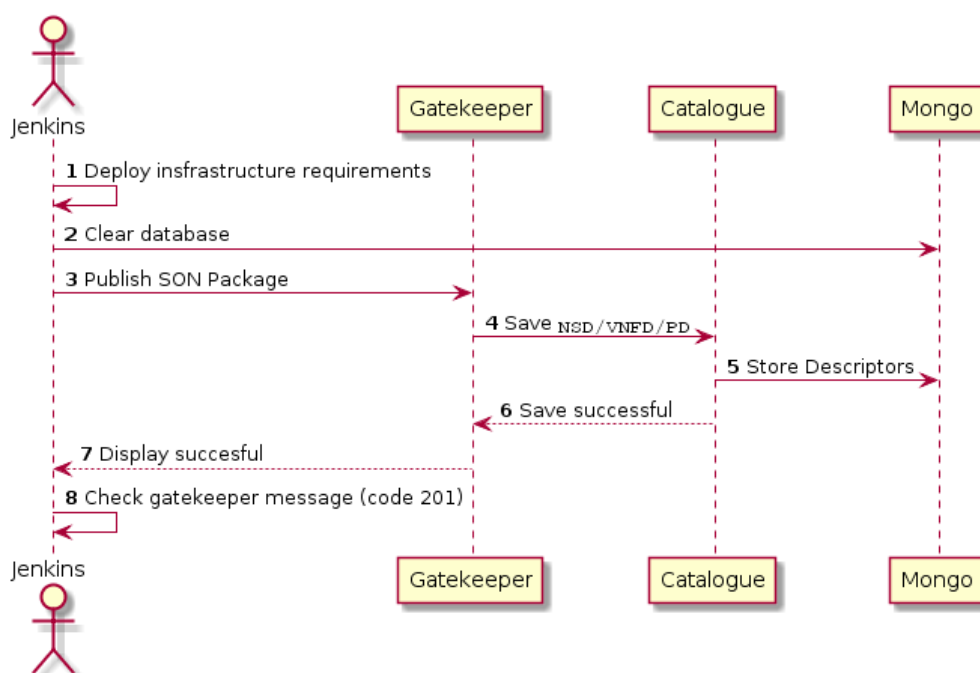 Jenkins
Gatekeeper
Catalogue
Mongo
1 Deploy insfrastructure requirements
2 Clear database
3 Publish SON Package
4 Save NSD/VNFD/PD
5 Store Descriptors
6 Save successful
7 Display succesful
8 Check gatekeeper message (code 201)
Jenkins
Gatekeeper
Catalogue
Mongo